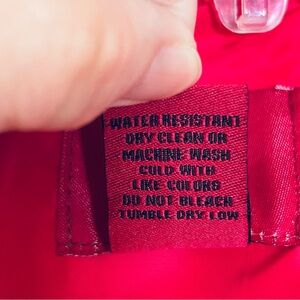 WATER RESISTANT
DRY CLEAN OR
MACHINE WASH
COLD WITH
LIKE COLORS
DO NOT BLEACH
TUMBLE DRY LOW